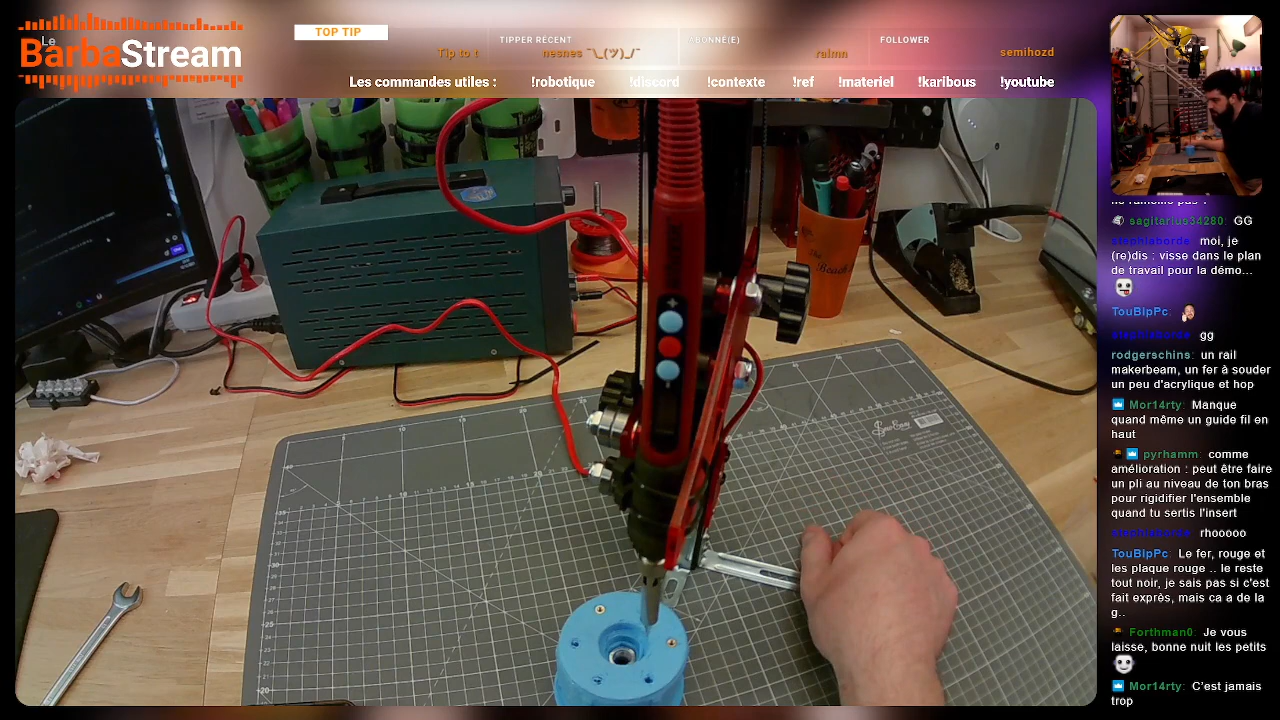 Le
BarbaStream
TOP TIP
Tip to t
TIPPER RÉCENT
nesnes ¯\_(ツ)_/¯
ABONNÉ(E)
ralmn
FOLLOWER
semihozd
Les commandes utiles : !robotique !discord !contexte !ref !materiel !karibous !youtube
sagitarius34280: GG
stephlaborde moi, je
(re)dis : visse dans le plan
de travail pour la démo...
TouBlpPc:
stephlaborde gg
rodgerschins: un rail
makerbeam, un fer à souder
un peu d'acrylique et hop
Mor14rty: Manque
quand même un guide fil en
haut
pyrhamm: comme
amélioration : peut être faire
un pli au niveau de ton bras
pour rigidifier l'ensemble
quand tu sertis l'insert
stephlaborde rhooooo
TouBlpPc: Le fer, rouge et
les plaque rouge .. le reste
tout noir, je sais pas si c'est
fait exprès, mais ca a de la
g..
Forthman0: Je vous
laisse, bonne nuit les petits
Mor14rty: C'est jamais
trop